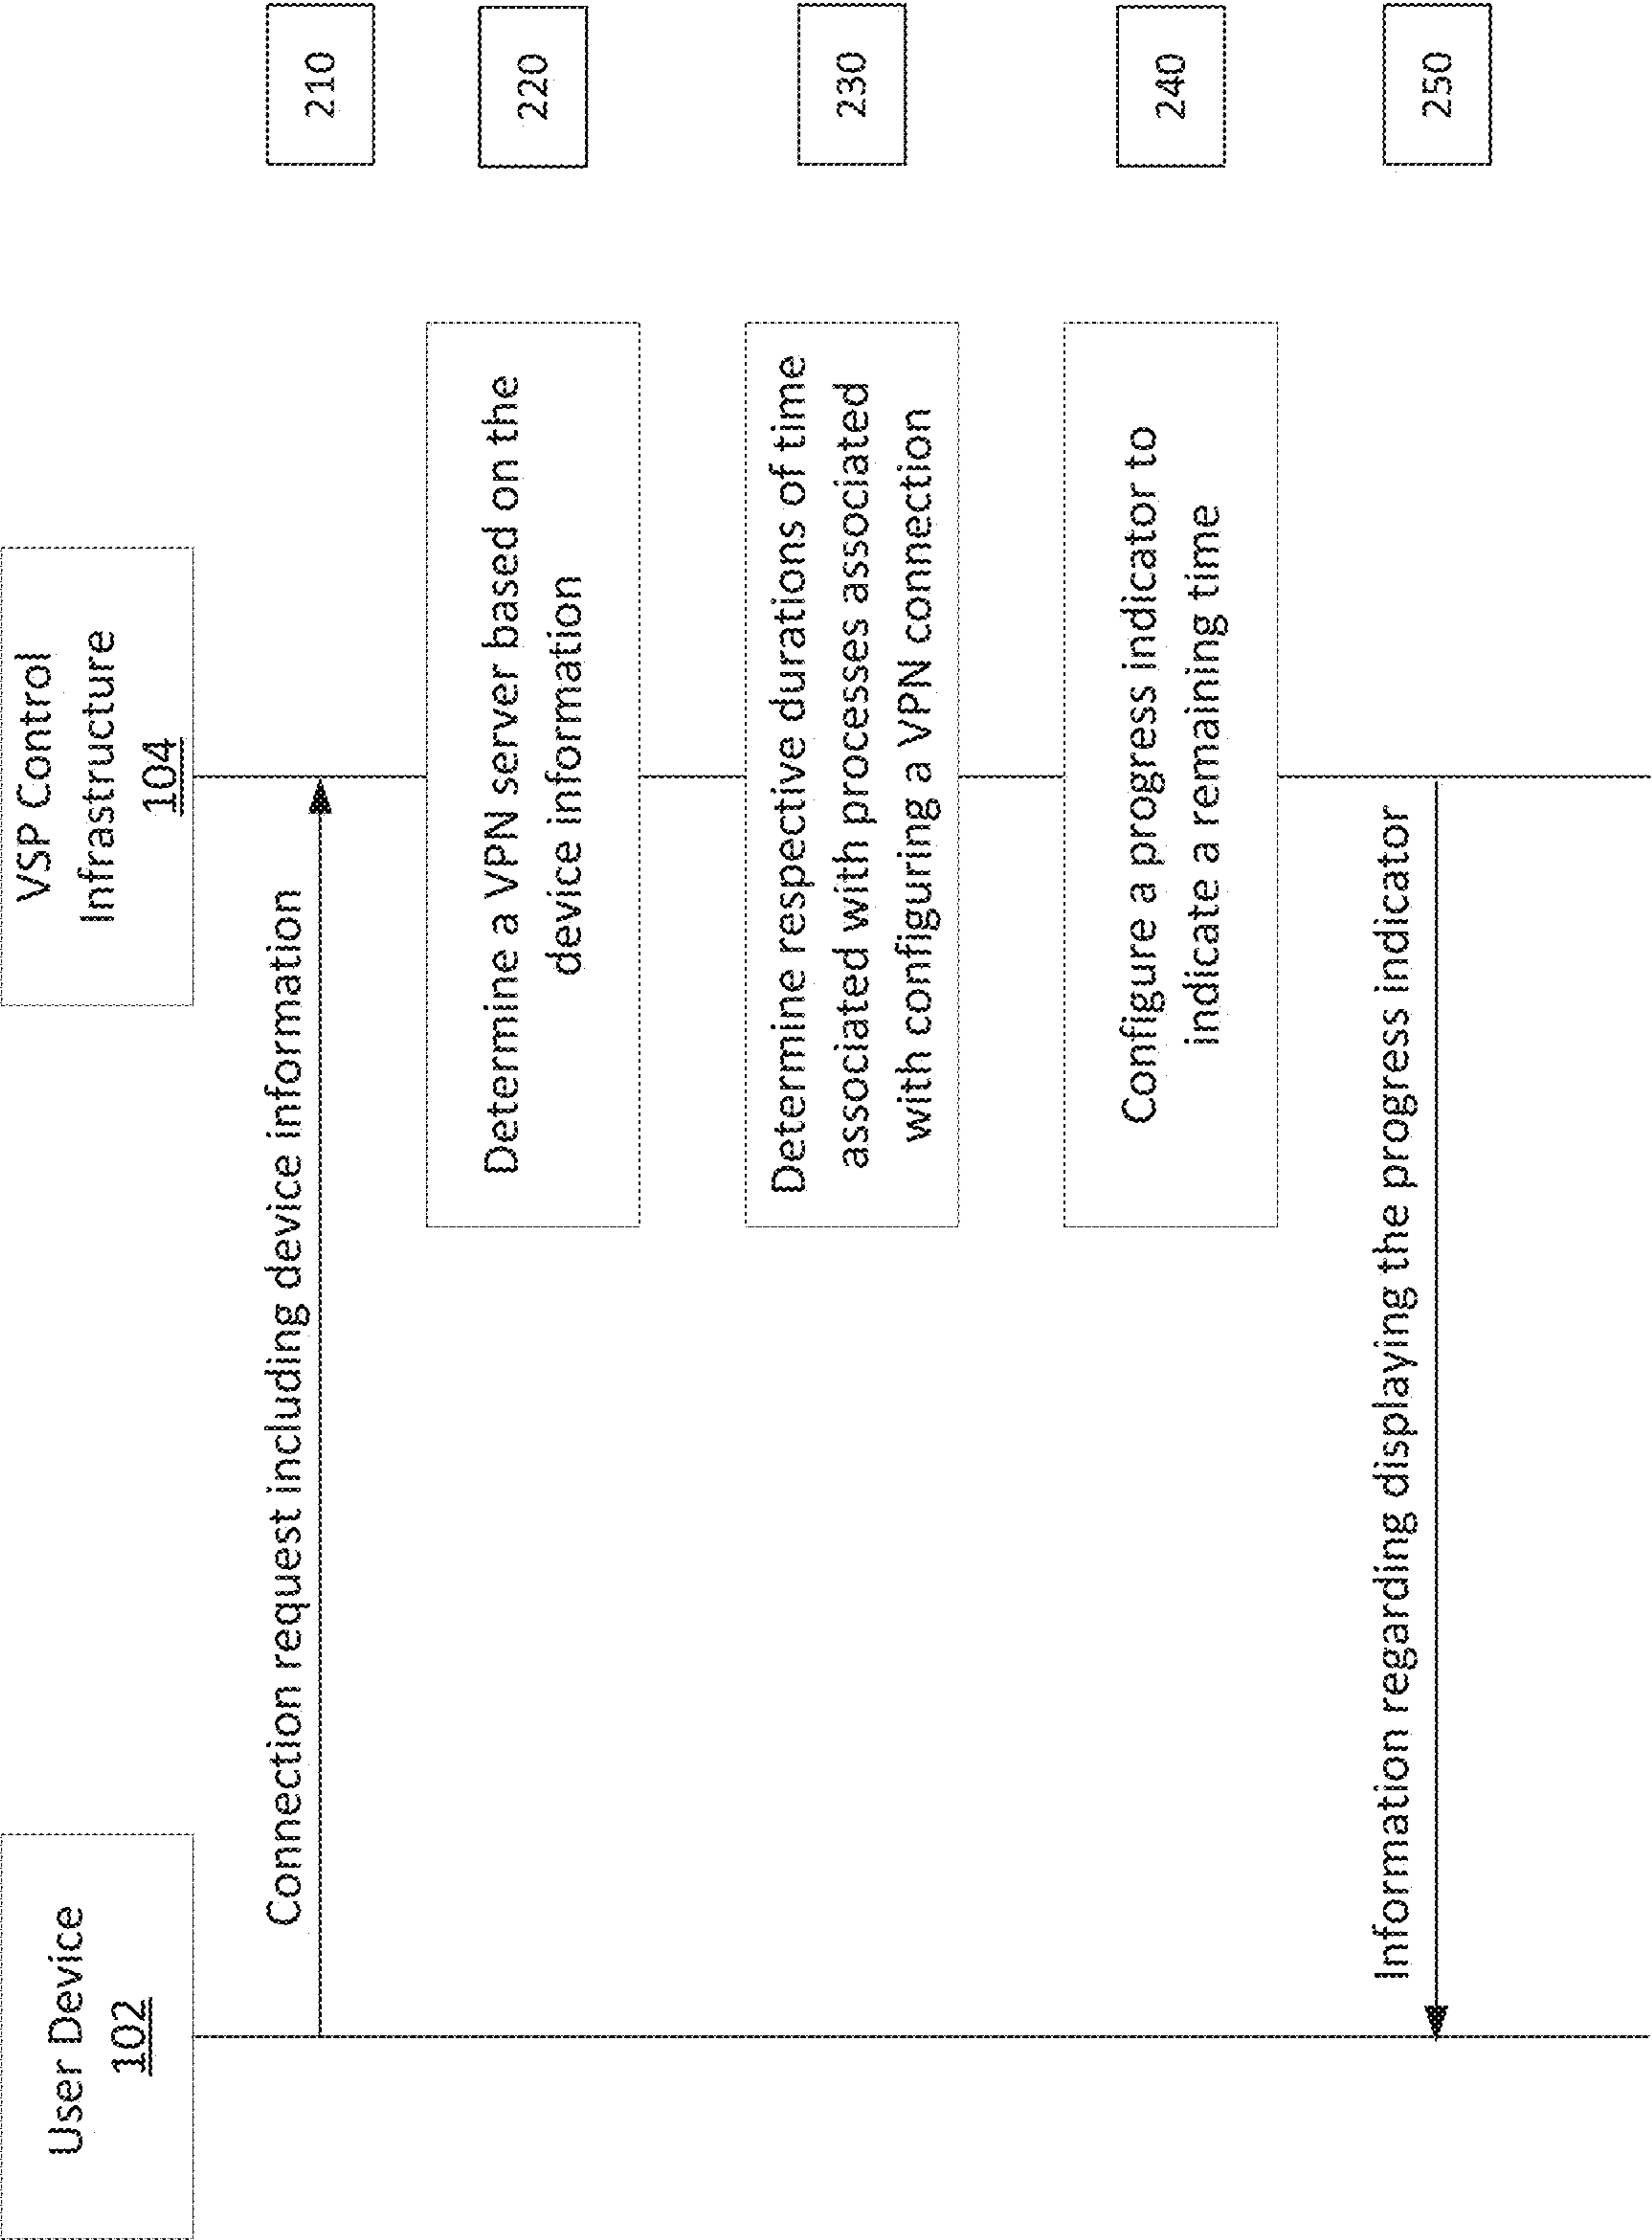 User Device
102
VSP Control
Infrastructure
104
Connection request including device information
210
Determine a VPN server based on the
device information
220
Determine respective durations of time
associated with processes associated
with configuring a VPN connection
230
Configure a progress indicator to
indicate a remaining time
240
Information regarding displaying the progress indicator
250